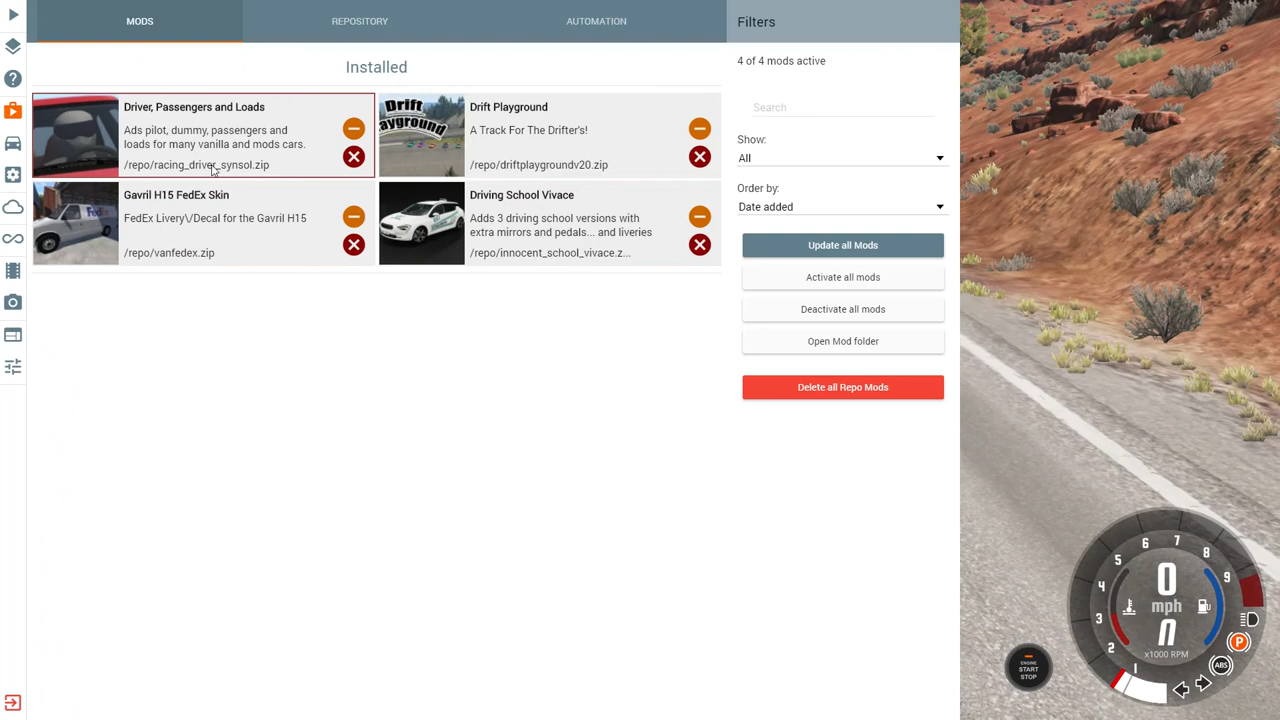 MODS
REPOSITORY
AUTOMATION
Installed
Driver, Passengers and Loads
Ads pilot, dummy, passengers and
loads for many vanilla and mods cars.
/repo/racing_driver_synsol.zip
Drift
ayground
Drift Playground
A Track For The Drifter's!
/repo/driftplaygroundv20.zip
FedEx
Gavril H15 FedEx Skin
FedEx Livery\/Decal for the Gavril H15
/repo/vanfedex.zip
Driving School Vivace
Adds 3 driving school versions with
extra mirrors and pedals... and liveries
/repo/innocent_school_vivace.z...
Filters
4 of 4 mods active
Search
Show:
All
Order by:
Date added
Update all Mods
Activate all mods
Deactivate all mods
Open Mod folder
Delete all Repo Mods
1
2
3
4
5
6
7
8
9
0
mph
n
x1000 RPM
P
ABS
ENGINE
START
STOP